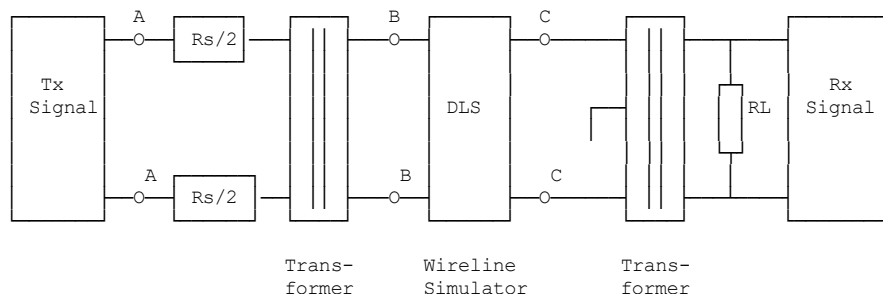 A
B
C
Rs/2
Tx
Signal
DLS
RL
Rx
Signal
A
B
C
Rs/2
Trans-
former
Wireline
Simulator
Trans-
former